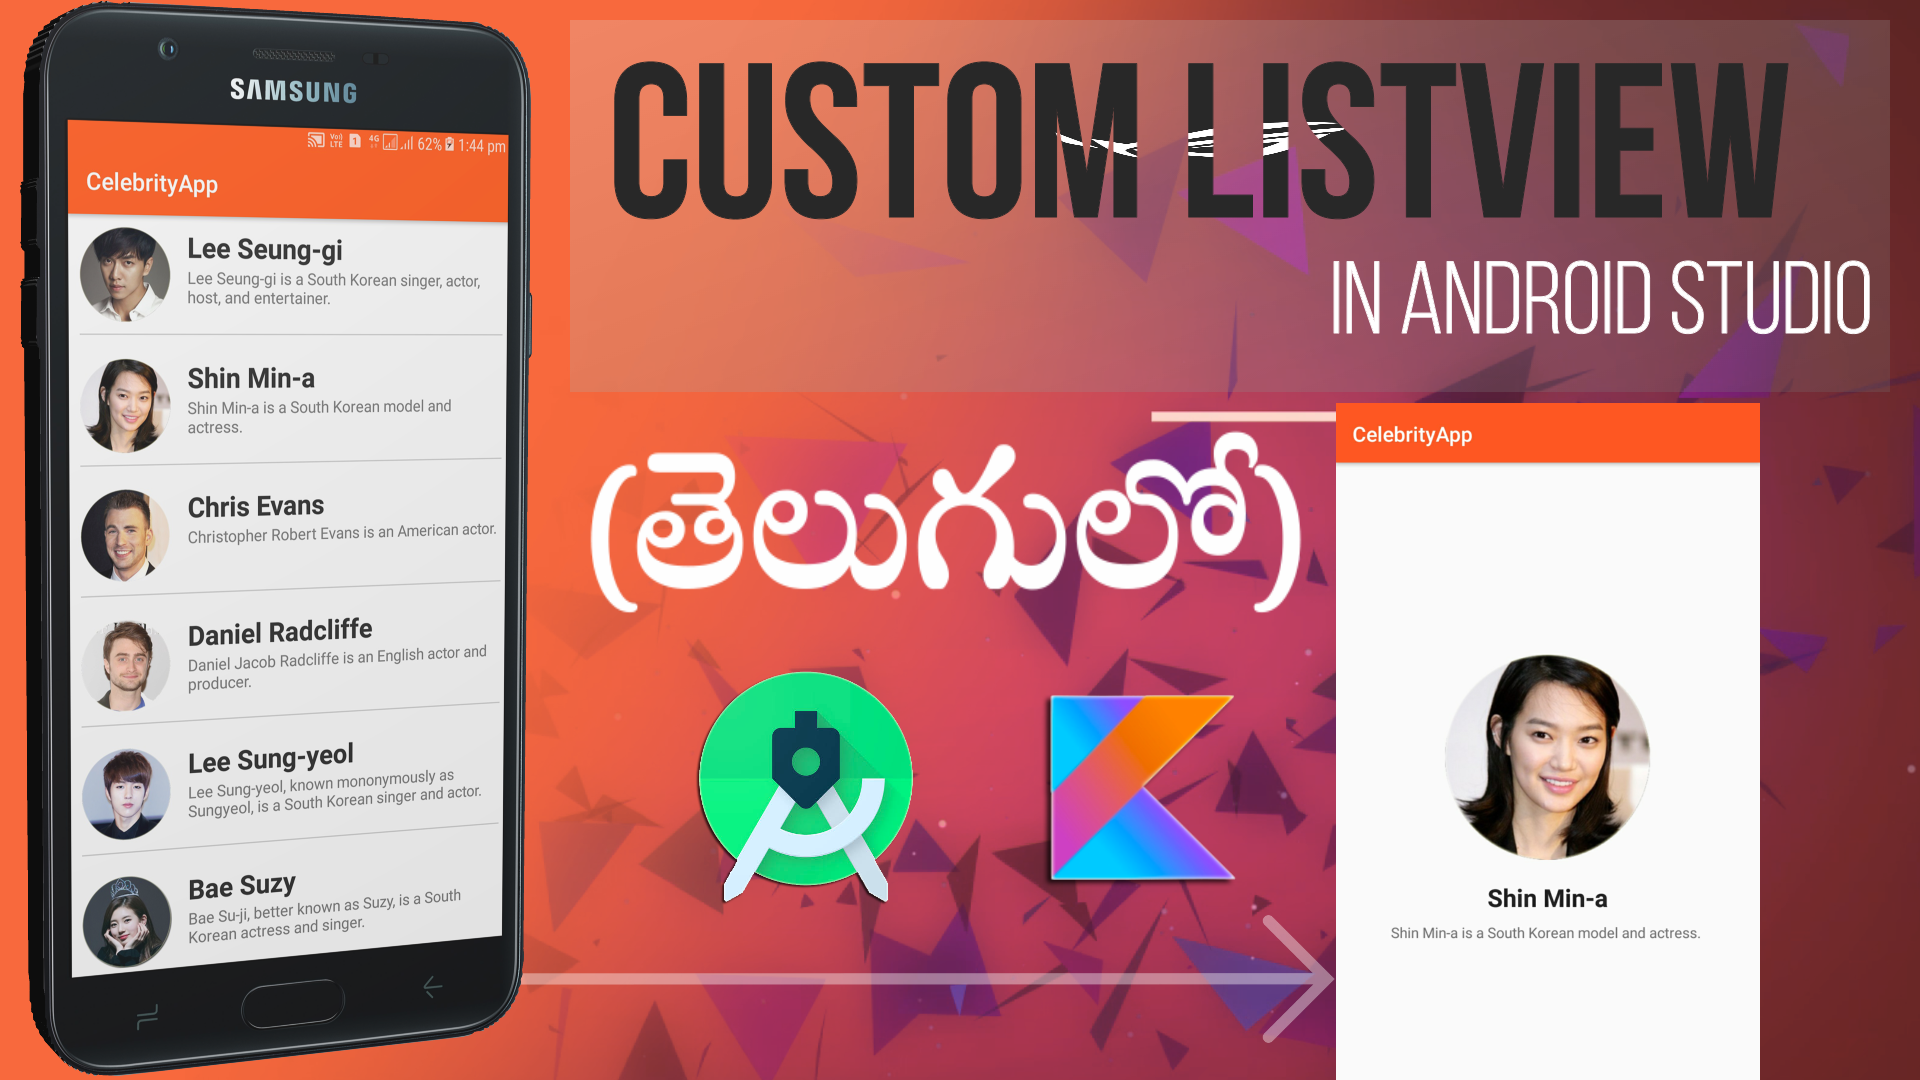 SAMSUNG
VoLTE 1 4G 62% 1:44 pm
CelebrityApp
Lee Seung-gi
Lee Seung-gi is a South Korean singer, actor,
host, and entertainer.
Shin Min-a
Shin Min-a is a South Korean model and
actress.
Chris Evans
Christopher Robert Evans is an American actor.
Daniel Radcliffe
Daniel Jacob Radcliffe is an English actor and
producer.
Lee Sung-yeol
Lee Sung-yeol, known mononymously as
Sungyeol, is a South Korean singer and actor.
Bae Suzy
Bae Su-ji, better known as Suzy, is a South
Korean actress and singer.
CUSTOM LISTVIEW
IN ANDROID STUDIO
(తెలుగులో)
CelebrityApp
Shin Min-a
Shin Min-a is a South Korean model and actress.